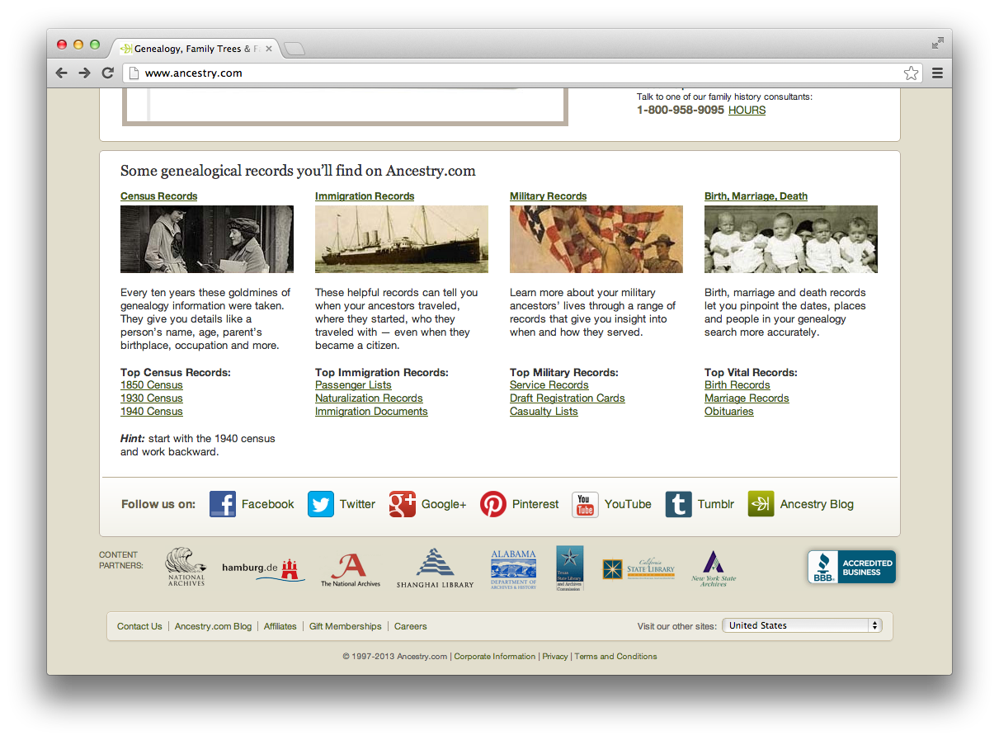 Genealogy, Family Trees & F
www.ancestry.com
Talk to one of our family history consultants:
1-800-958-9095 HOURS
Some genealogical records you’ll find on Ancestry.com
Census Records
Every ten years these goldmines of
genealogy information were taken.
They give you details like a
person’s name, age, parent’s
birthplace, occupation and more.
Top Census Records:
1850 Census
1930 Census
1940 Census
Hint: start with the 1940 census
and work backward.
Immigration Records
These helpful records can tell you
when your ancestors traveled,
where they started, who they
traveled with — even when they
became a citizen.
Top Immigration Records:
Passenger Lists
Naturalization Records
Immigration Documents
Military Records
Learn more about your military
ancestors’ lives through a range of
records that give you insight into
when and how they served.
Top Military Records:
Service Records
Draft Registration Cards
Casualty Lists
Birth, Marriage, Death
Birth, marriage and death records
let you pinpoint the dates, places
and people in your genealogy
search more accurately.
Top Vital Records:
Birth Records
Marriage Records
Obituaries
Follow us on: Facebook Twitter Google+ Pinterest YouTube Tumblr Ancestry Blog
CONTENT
PARTNERS:
NATIONAL
ARCHIVES
hamburg.de
The National Archives
SHANGHAI LIBRARY
ALABAMA
DEPARTMENT OF
ARCHIVES & HISTORY
Texas
State Library
and Archives
Commission
California
STATE LIBRARY
New York State
Archives
BBB
ACCREDITED
BUSINESS
Contact Us | Ancestry.com Blog | Affiliates | Gift Memberships | Careers
Visit our other sites: United States
© 1997-2013 Ancestry.com | Corporate Information | Privacy | Terms and Conditions